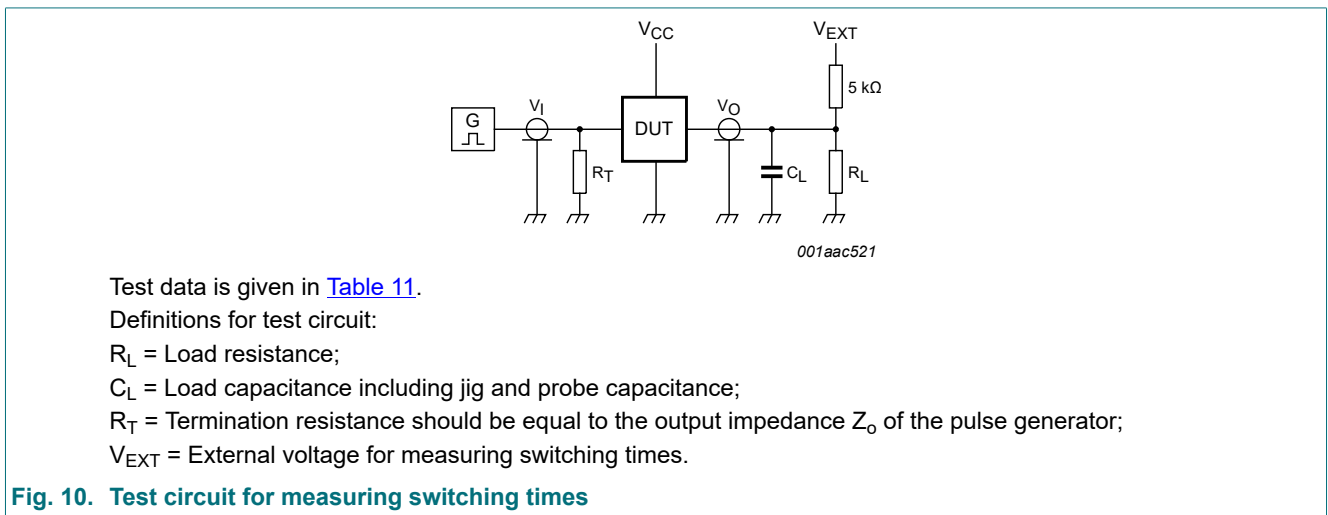 VCC
VEXT
5 kΩ
G
VI
VO
DUT
RT
CL
RL
001aac521
Test data is given in Table 11.
Definitions for test circuit:
RL = Load resistance;
CL = Load capacitance including jig and probe capacitance;
RT = Termination resistance should be equal to the output impedance Zo of the pulse generator;
VEXT = External voltage for measuring switching times.
Fig. 10. Test circuit for measuring switching times